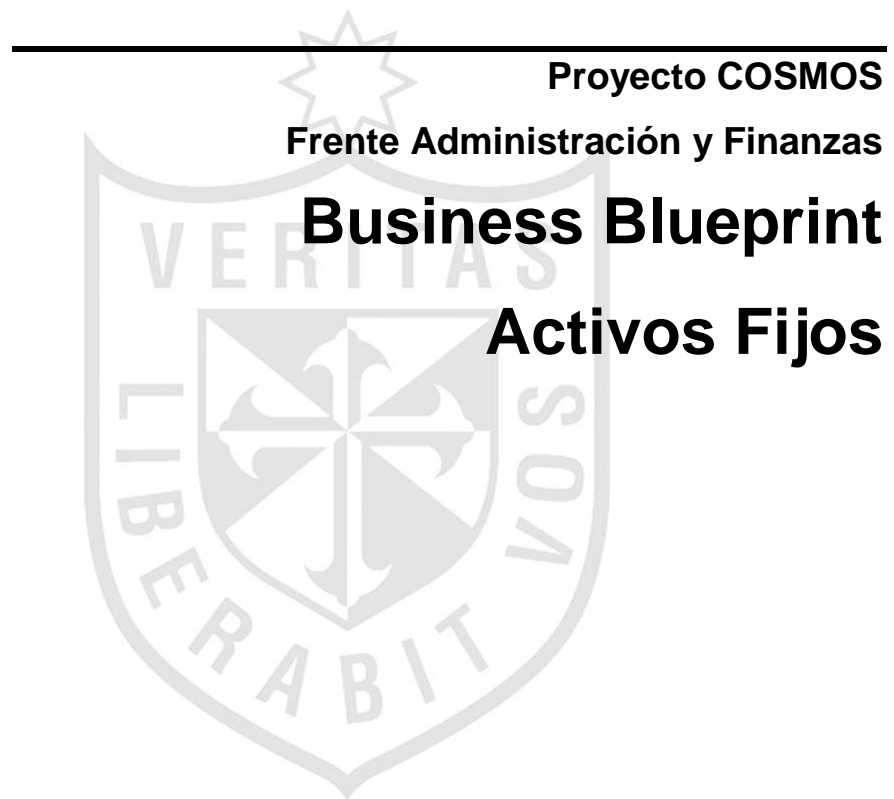 Proyecto COSMOS
Frente Administración y Finanzas
Business Blueprint
Activos Fijos
VERITAS
LIBERABIT VOS